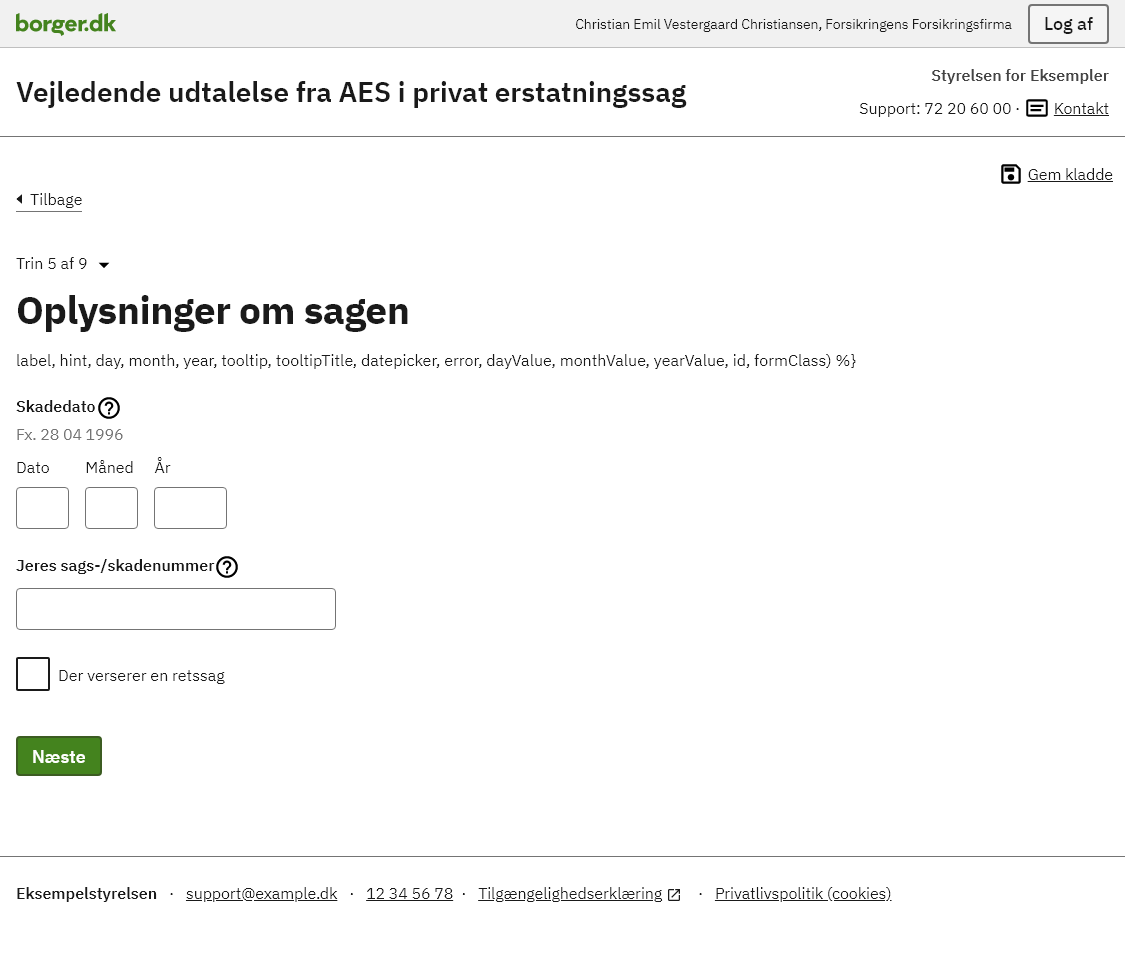 borger.dk
Christian Emil Vestergaard Christiansen, Forsikringens Forsikringsfirma
Log af
Vejledende udtalelse fra AES i privat erstatningssag
Styrelsen for Eksempler
Support: 72 20 60 00 · Kontakt
Gem kladde
Tilbage
Trin 5 af 9
Oplysninger om sagen
label, hint, day, month, year, tooltip, tooltipTitle, datepicker, error, dayValue, monthValue, yearValue, id, formClass) %}
Skadedato
Fx. 28 04 1996
Dato Måned År
Jeres sags-/skadenummer
Der verserer en retssag
Næste
Eksempelstyrelsen · support@example.dk · 12 34 56 78 · Tilgængelighedserklæring · Privatlivspolitik (cookies)